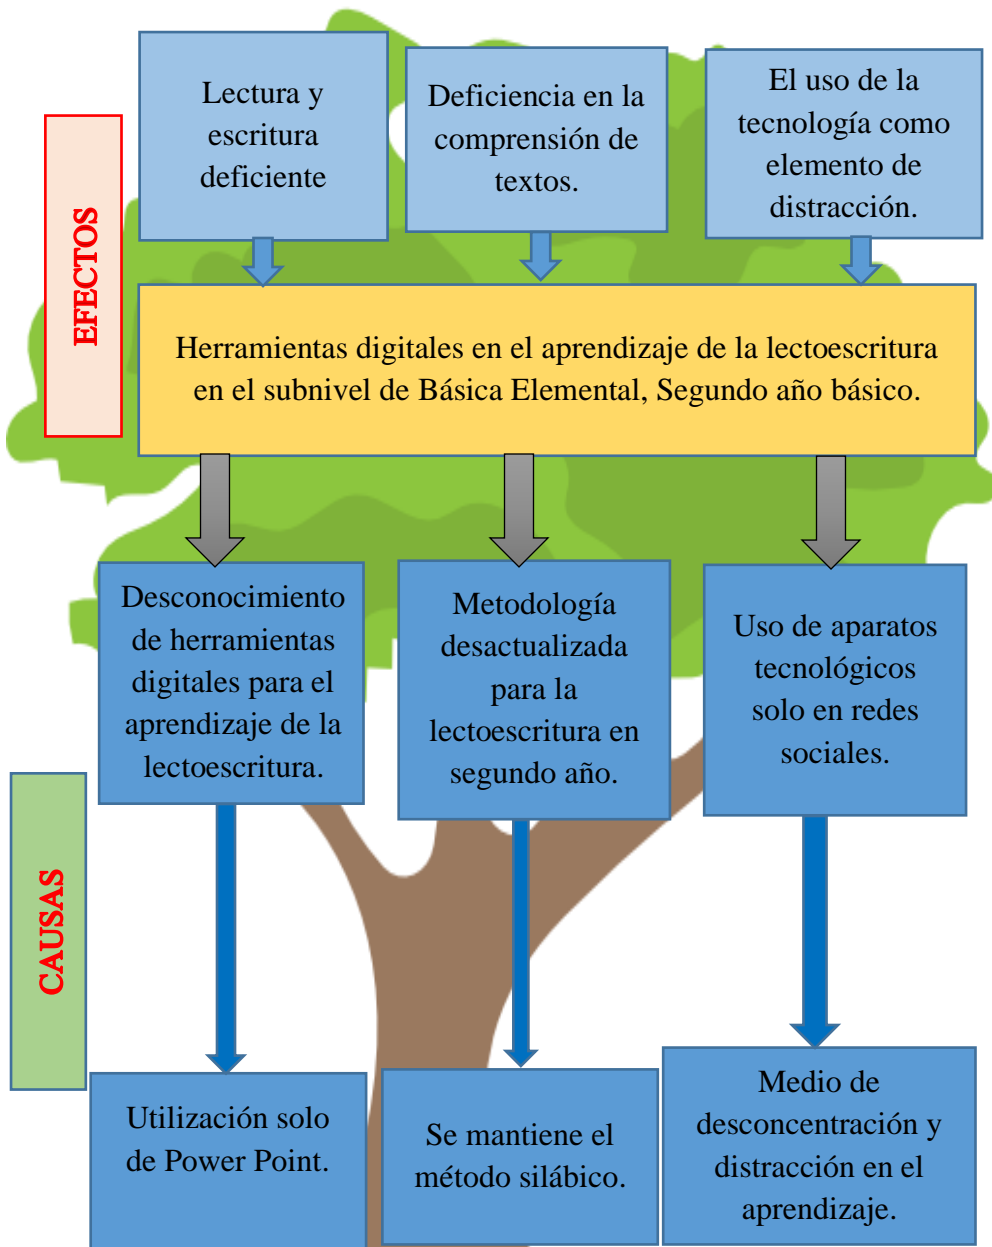 Lectura y
escritura
deficiente
Deficiencia en la
comprensión de
textos.
El uso de la
tecnología como
elemento de
distracción.
EFECTOS
Herramientas digitales en el aprendizaje de la lectoescritura
en el subnivel de Básica Elemental, Segundo año básico.
Desconocimiento
de herramientas
digitales para el
aprendizaje de la
lectoescritura.
Metodología
desactualizada
para la
lectoescritura en
segundo año.
Uso de aparatos
tecnológicos
solo en redes
sociales.
CAUSAS
Utilización solo
de Power Point.
Se mantiene el
método silábico.
Medio de
desconcentración y
distracción en el
aprendizaje.